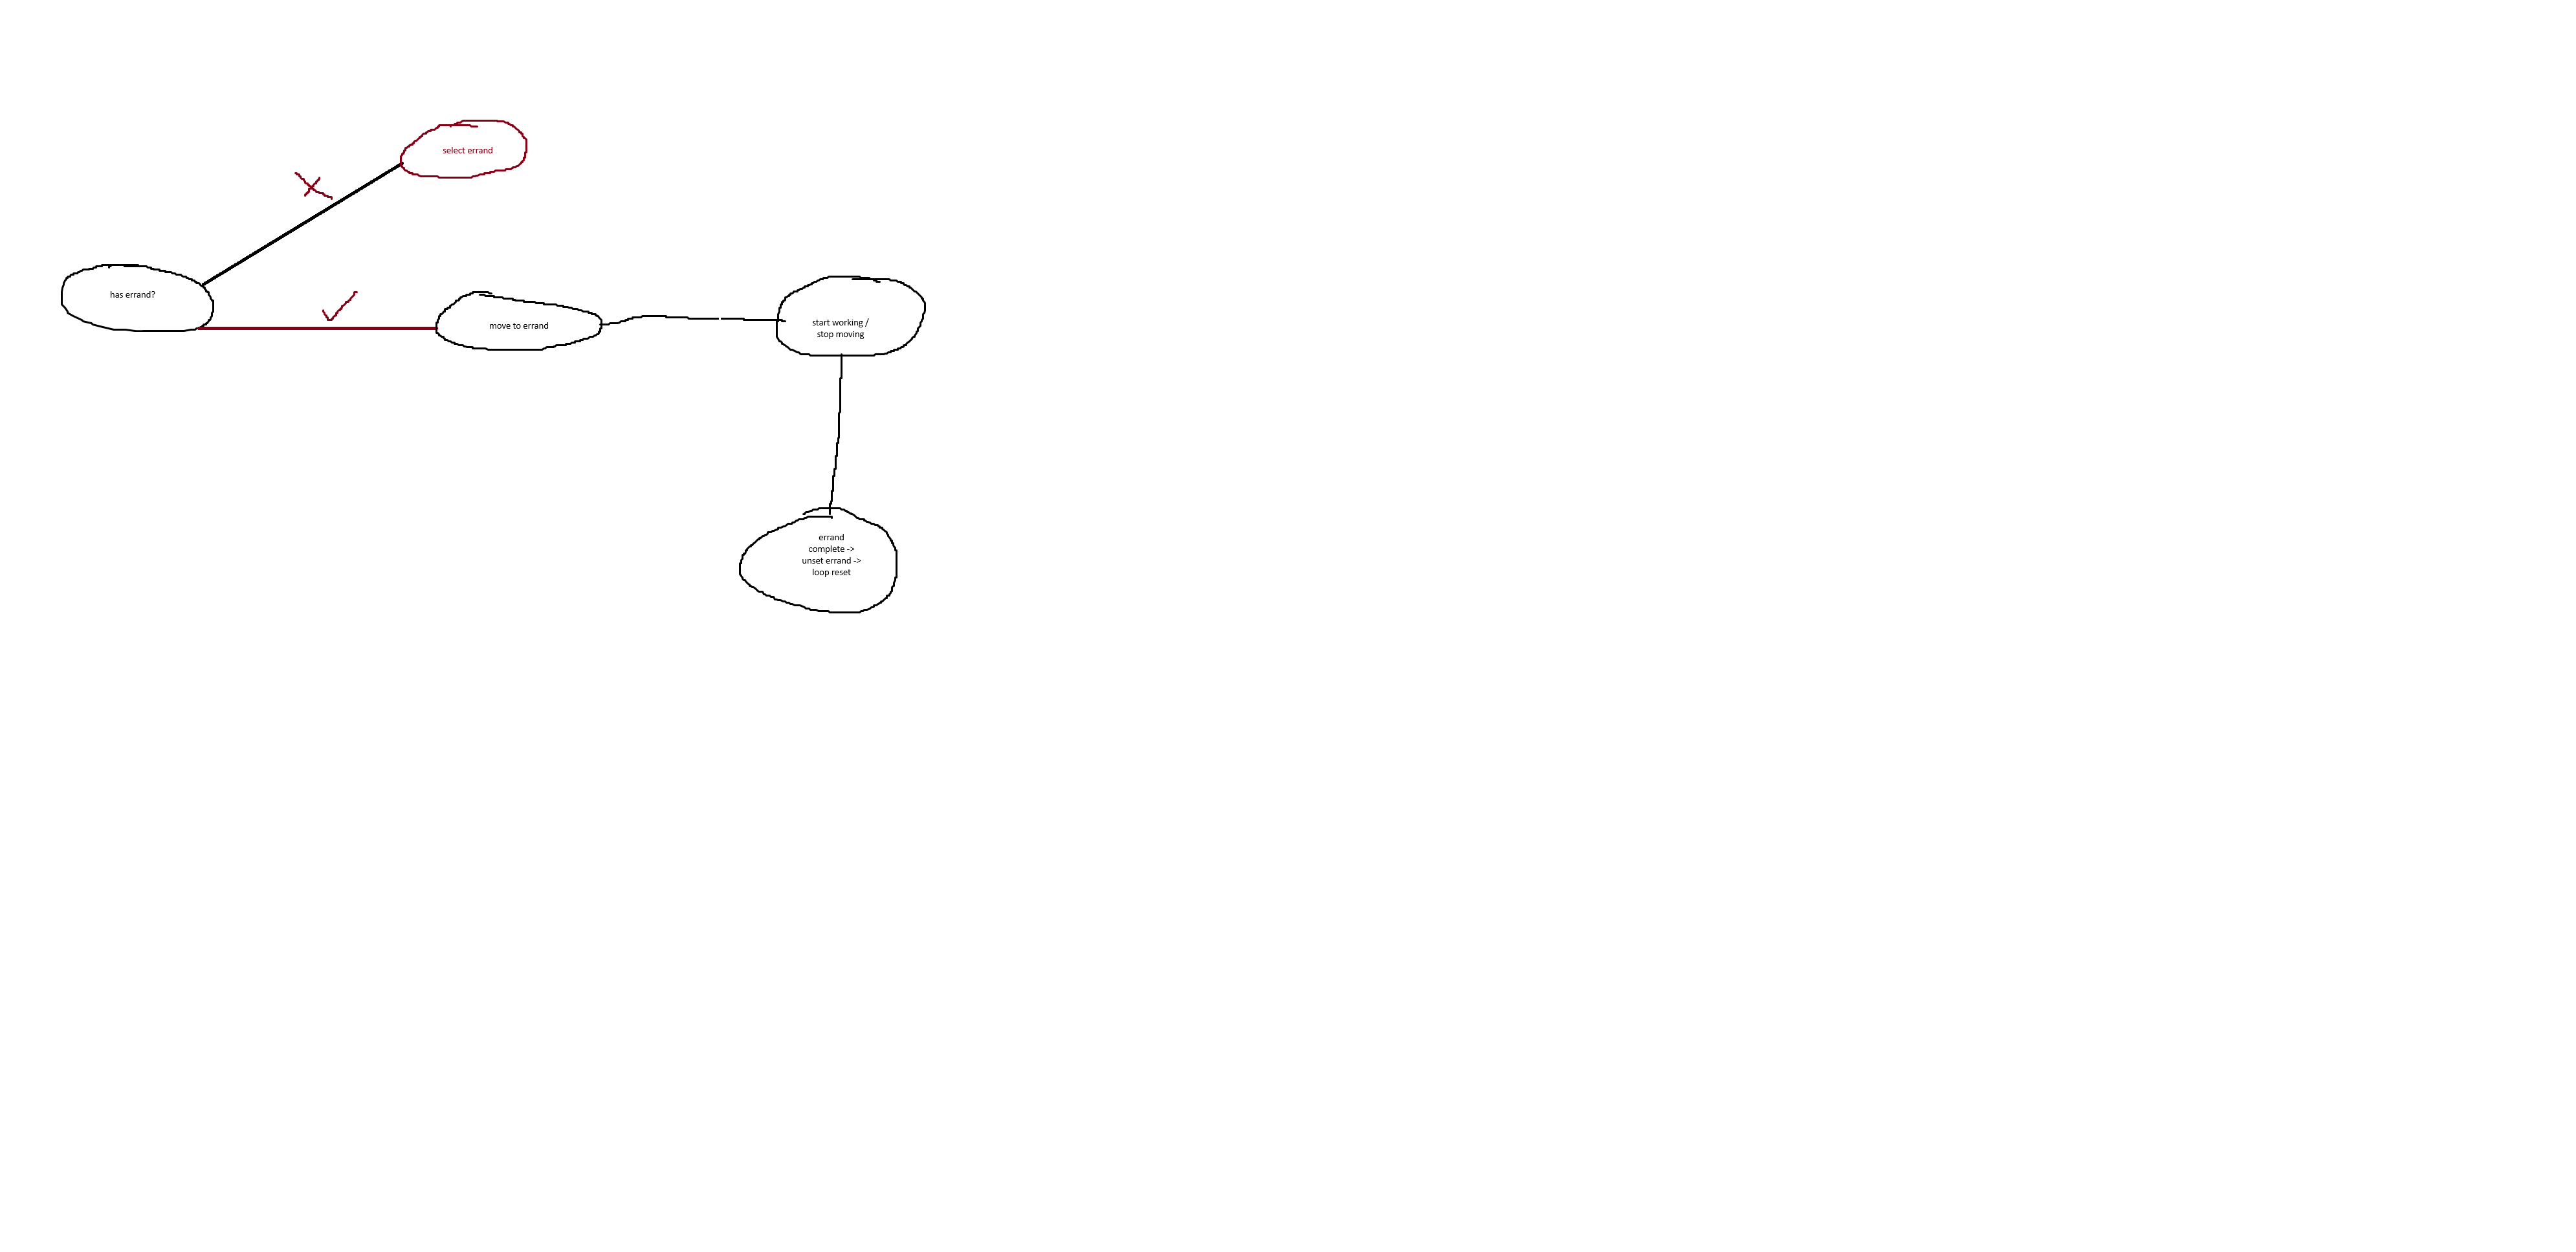 select errand
has errand?
move to errand
start working /
stop moving
errand
complete ->
unset errand ->
loop reset